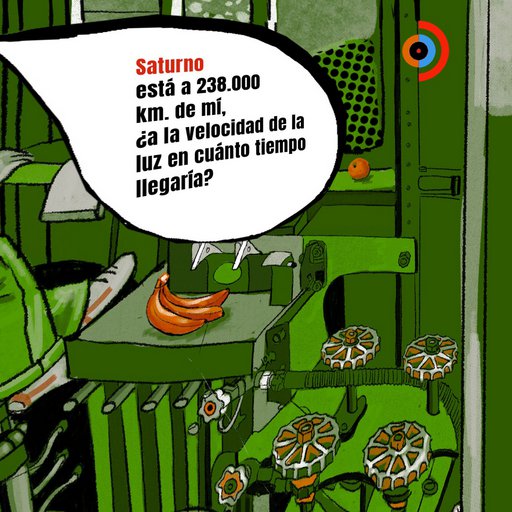 Saturno
está a 238.000
km. de mí,
¿a la velocidad de la
luz en cuánto tiempo
llegaría?